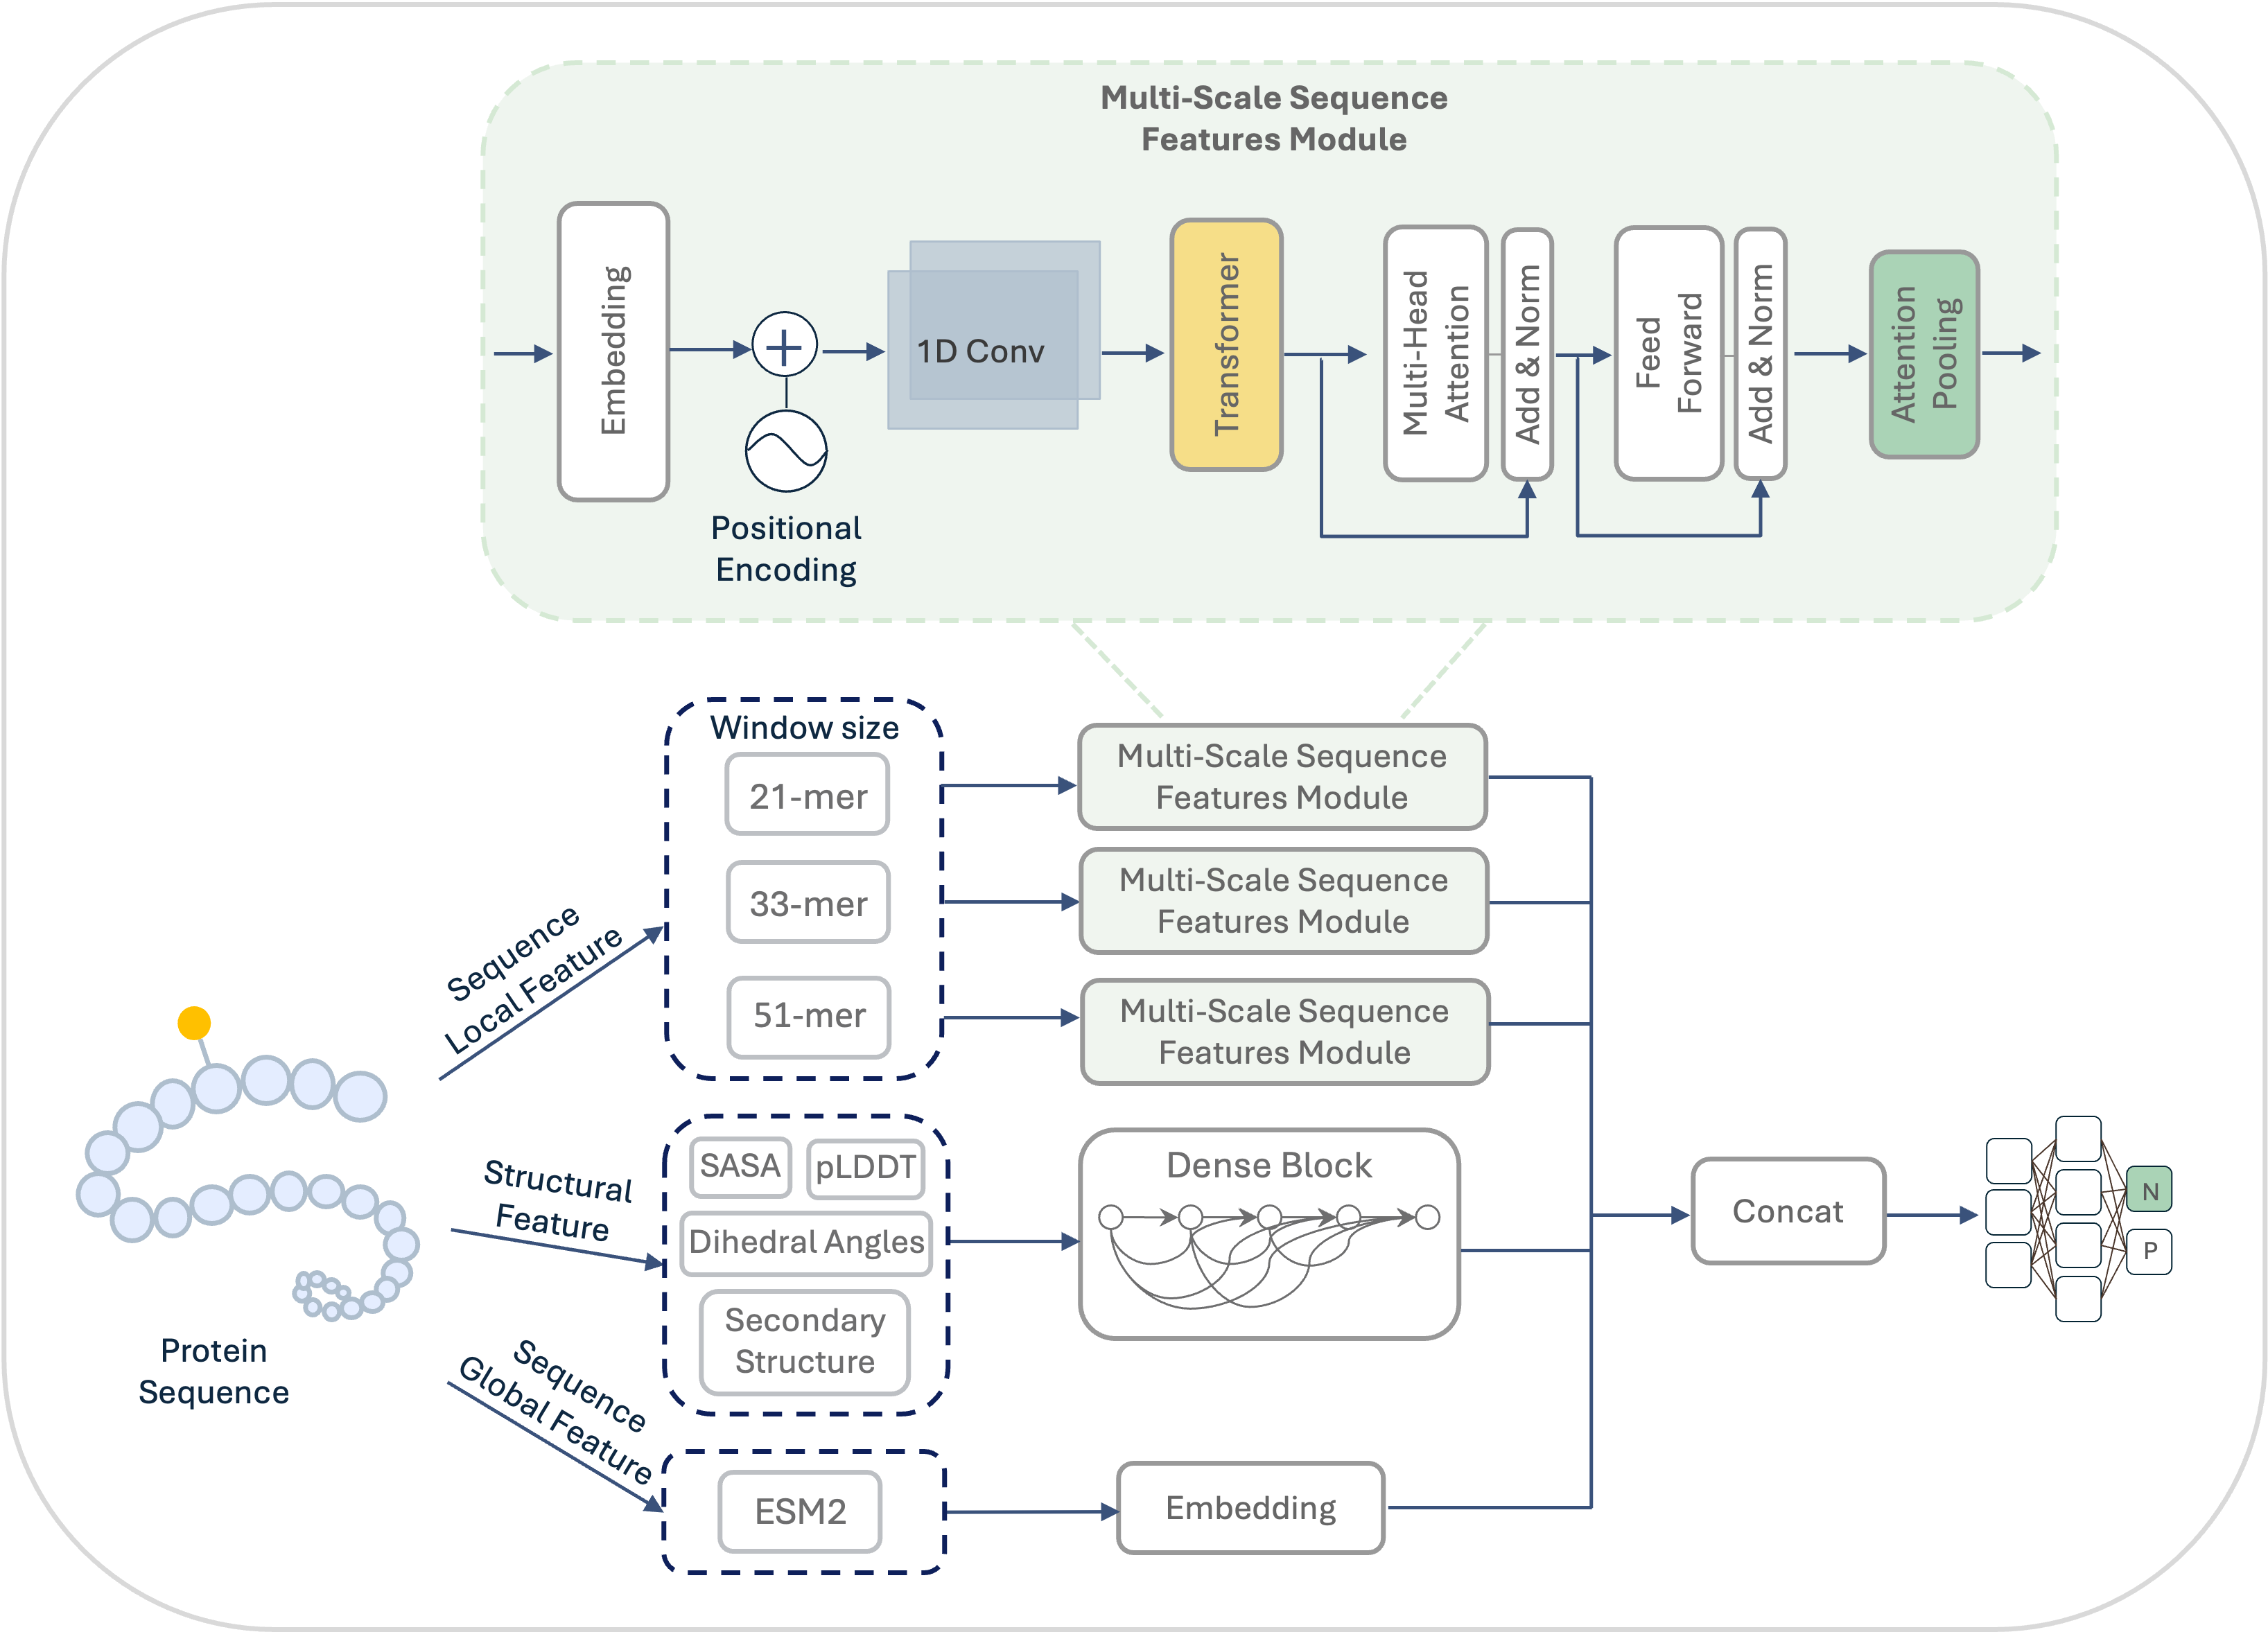 Multi-Scale Sequence
Features Module
Embedding
Positional
Encoding
1D Conv
Transformer
Multi-Head
Attention
Add & Norm
Feed
Forward
Add & Norm
Attention
Pooling
Window size
21-mer
33-mer
51-mer
Multi-Scale Sequence
Features Module
Multi-Scale Sequence
Features Module
Multi-Scale Sequence
Features Module
Sequence
Local Feature
Structural
Feature
Sequence
Global Feature
Protein
Sequence
SASA
pLDDT
Dihedral Angles
Secondary
Structure
Dense Block
ESM2
Embedding
Concat
N
P